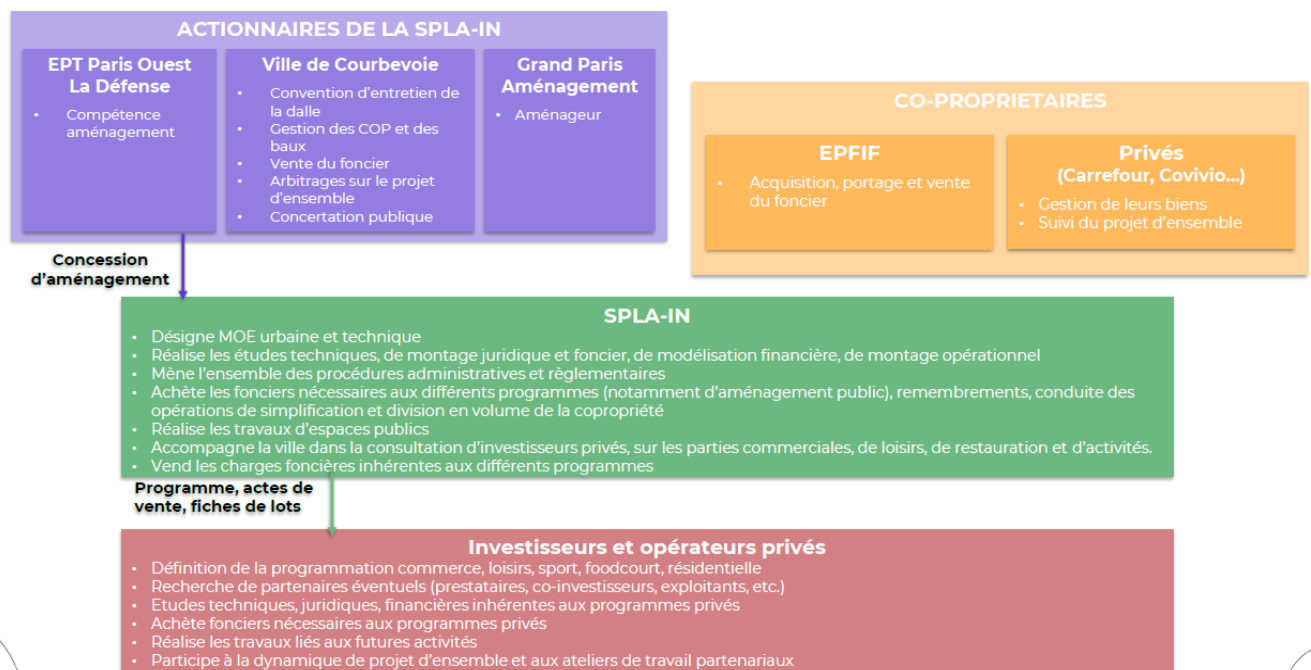 ACTIONNAIRES DE LA SPLA-IN
EPT Paris Ouest
La Défense
• Compétence
aménagement
Ville de Courbevoie
• Convention d'entretien de
la dalle
• Gestion des COP et des
baux
• Vente du foncier
• Arbitrages sur le projet
d'ensemble
• Concertation publique
Grand Paris
Aménagement
• Aménageur
CO-PROPRIETAIRES
EPFIF
• Acquisition, portage et vente
du foncier
Privés
(Carrefour, Covivio...)
• Gestion de leurs biens
• Suivi du projet d'ensemble
Concession
d'aménagement
SPLA-IN
• Désigne MOE urbaine et technique
• Réalise les études techniques, de montage juridique et foncier, de modélisation financière, de montage opérationnel
• Mène l'ensemble des procédures administratives et règlementaires
• Achète les fonciers nécessaires aux différents programmes (notamment d'aménagement public), remembrements, conduite des
opérations de simplification et division en volume de la copropriété
• Réalise les travaux d'espaces publics
• Accompagne la ville dans la consultation d'investisseurs privés, sur les parties commerciales, de loisirs, de restauration et d'activités.
• Vend les charges foncières inhérentes aux différents programmes
Programme, actes de
vente, fiches de lots
Investisseurs et opérateurs privés
• Définition de la programmation commerce, loisirs, sport, foodcourt, résidentielle
• Recherche de partenaires éventuels (prestataires, co-investisseurs, exploitants, etc.)
• Etudes techniques, juridiques, financières inhérentes aux programmes privés
• Achète fonciers nécessaires aux programmes privés
• Réalise les travaux liés aux futures activités
• Participe à la dynamique de projet d'ensemble et aux ateliers de travail partenariaux